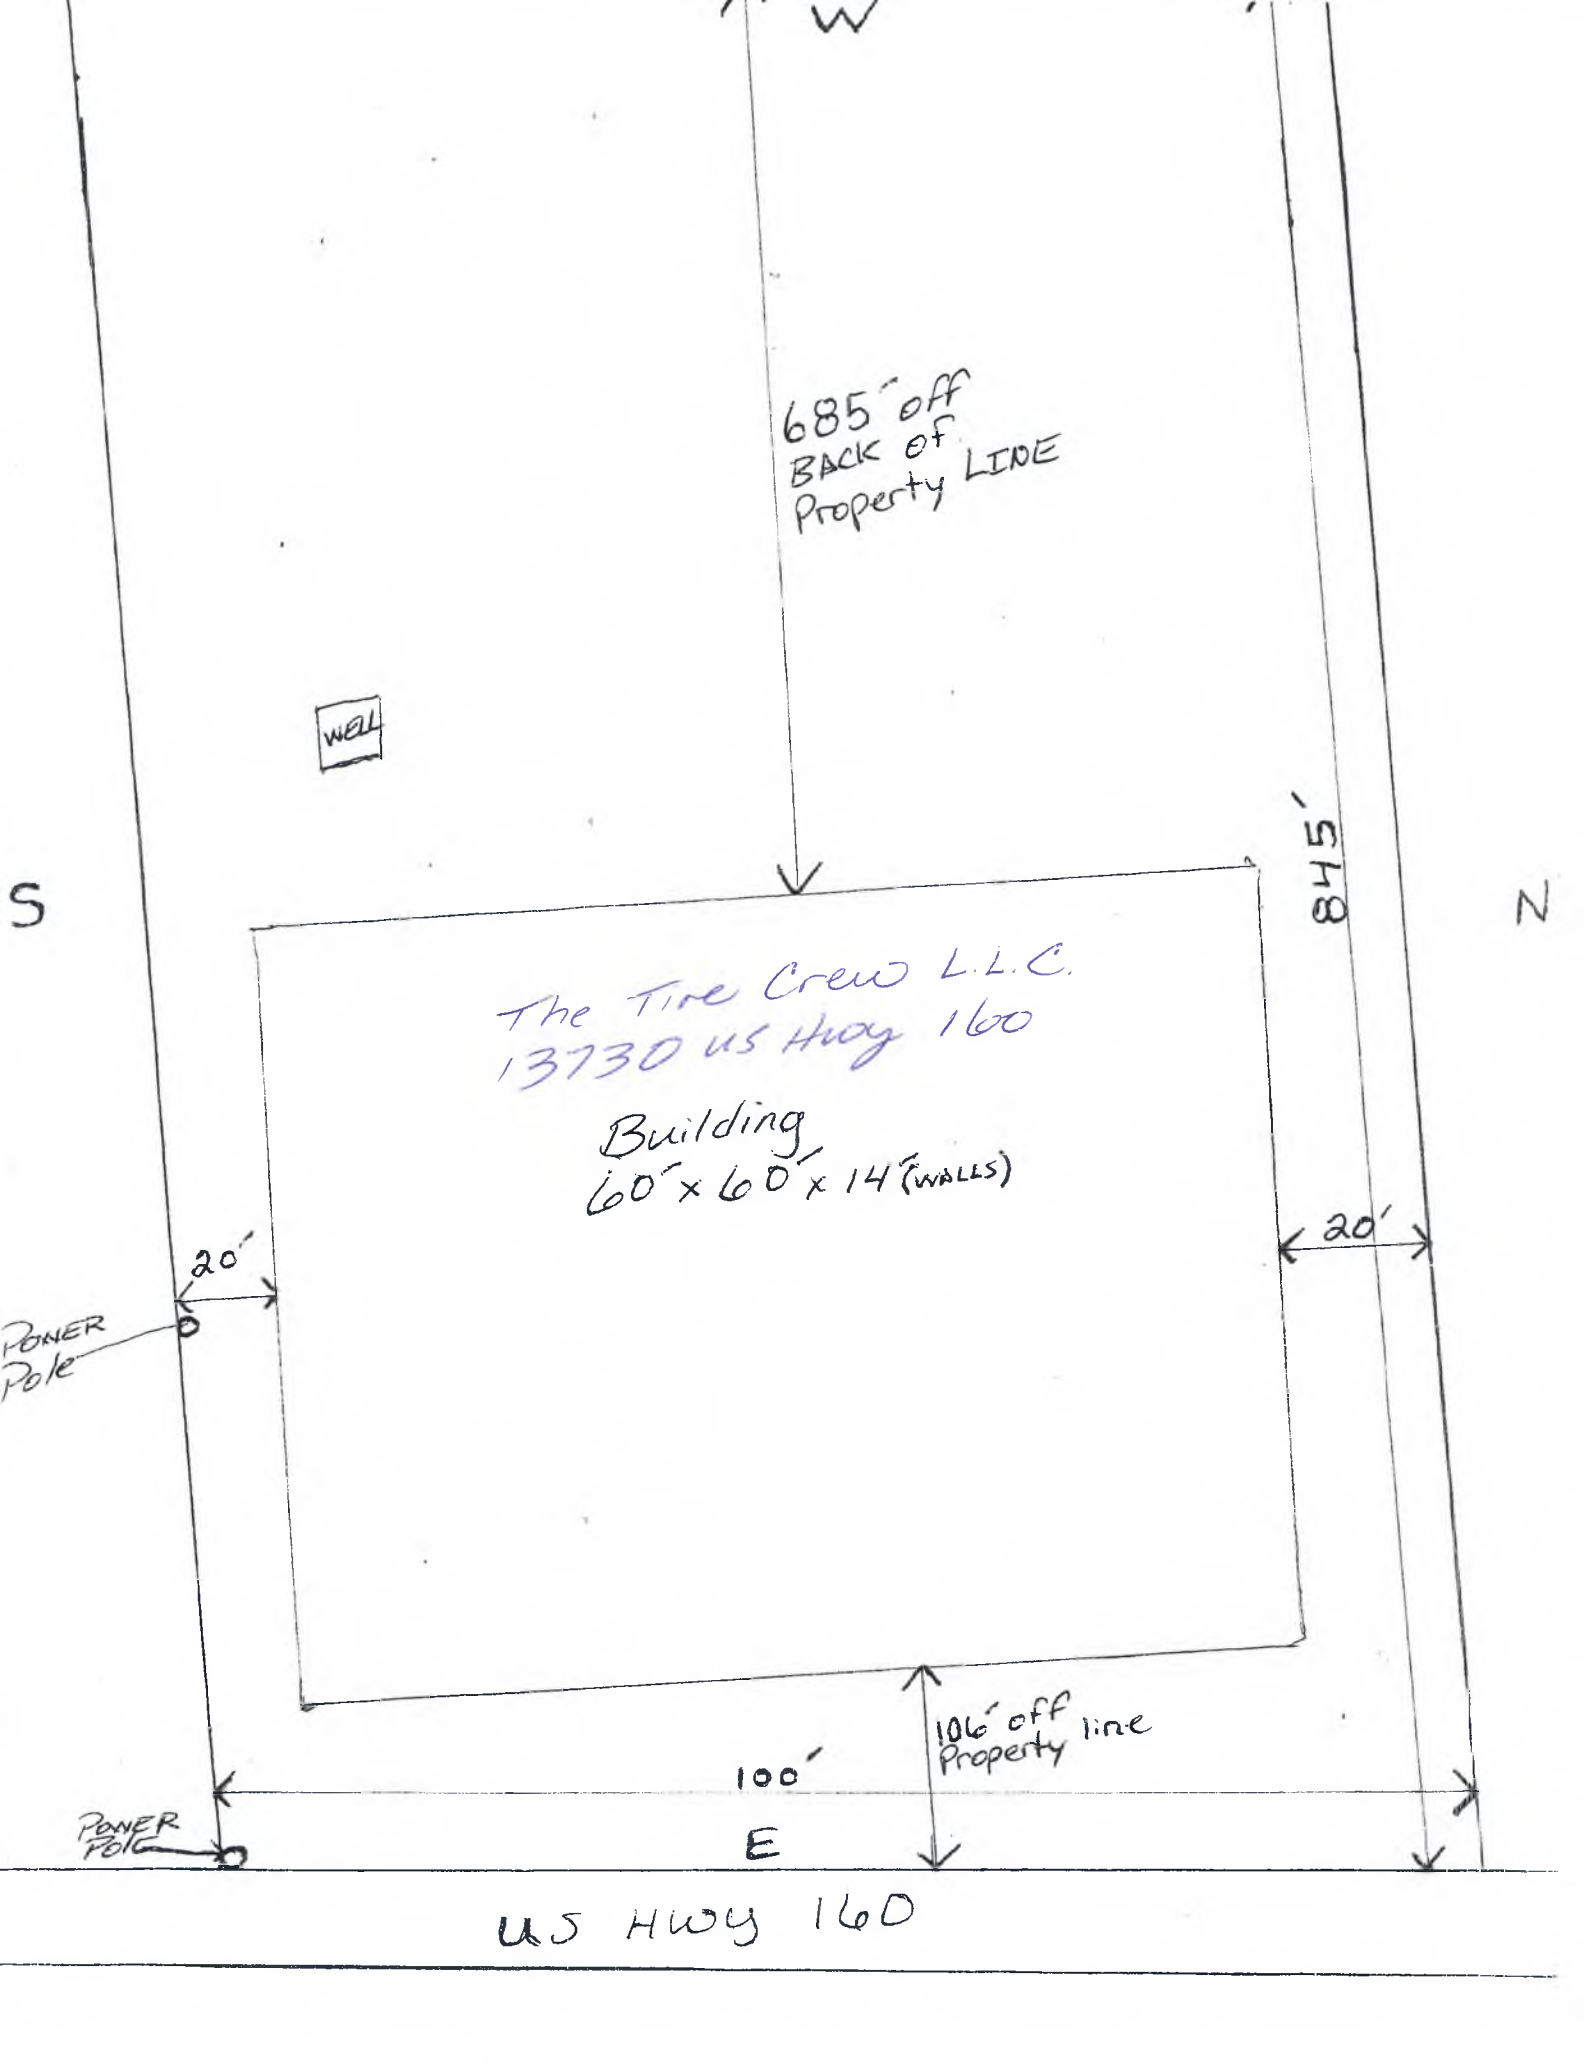 W
685' off
BACK of
Property LINE
WELL
845'
S
N
The Tire Crew L.L.C.
13730 US Hwy 160
Building
60' x 60' x 14' (WALLS)
20'
20'
POWER
Pole
106' off
Property line
100'
POWER
Pole
E
US HWY 160